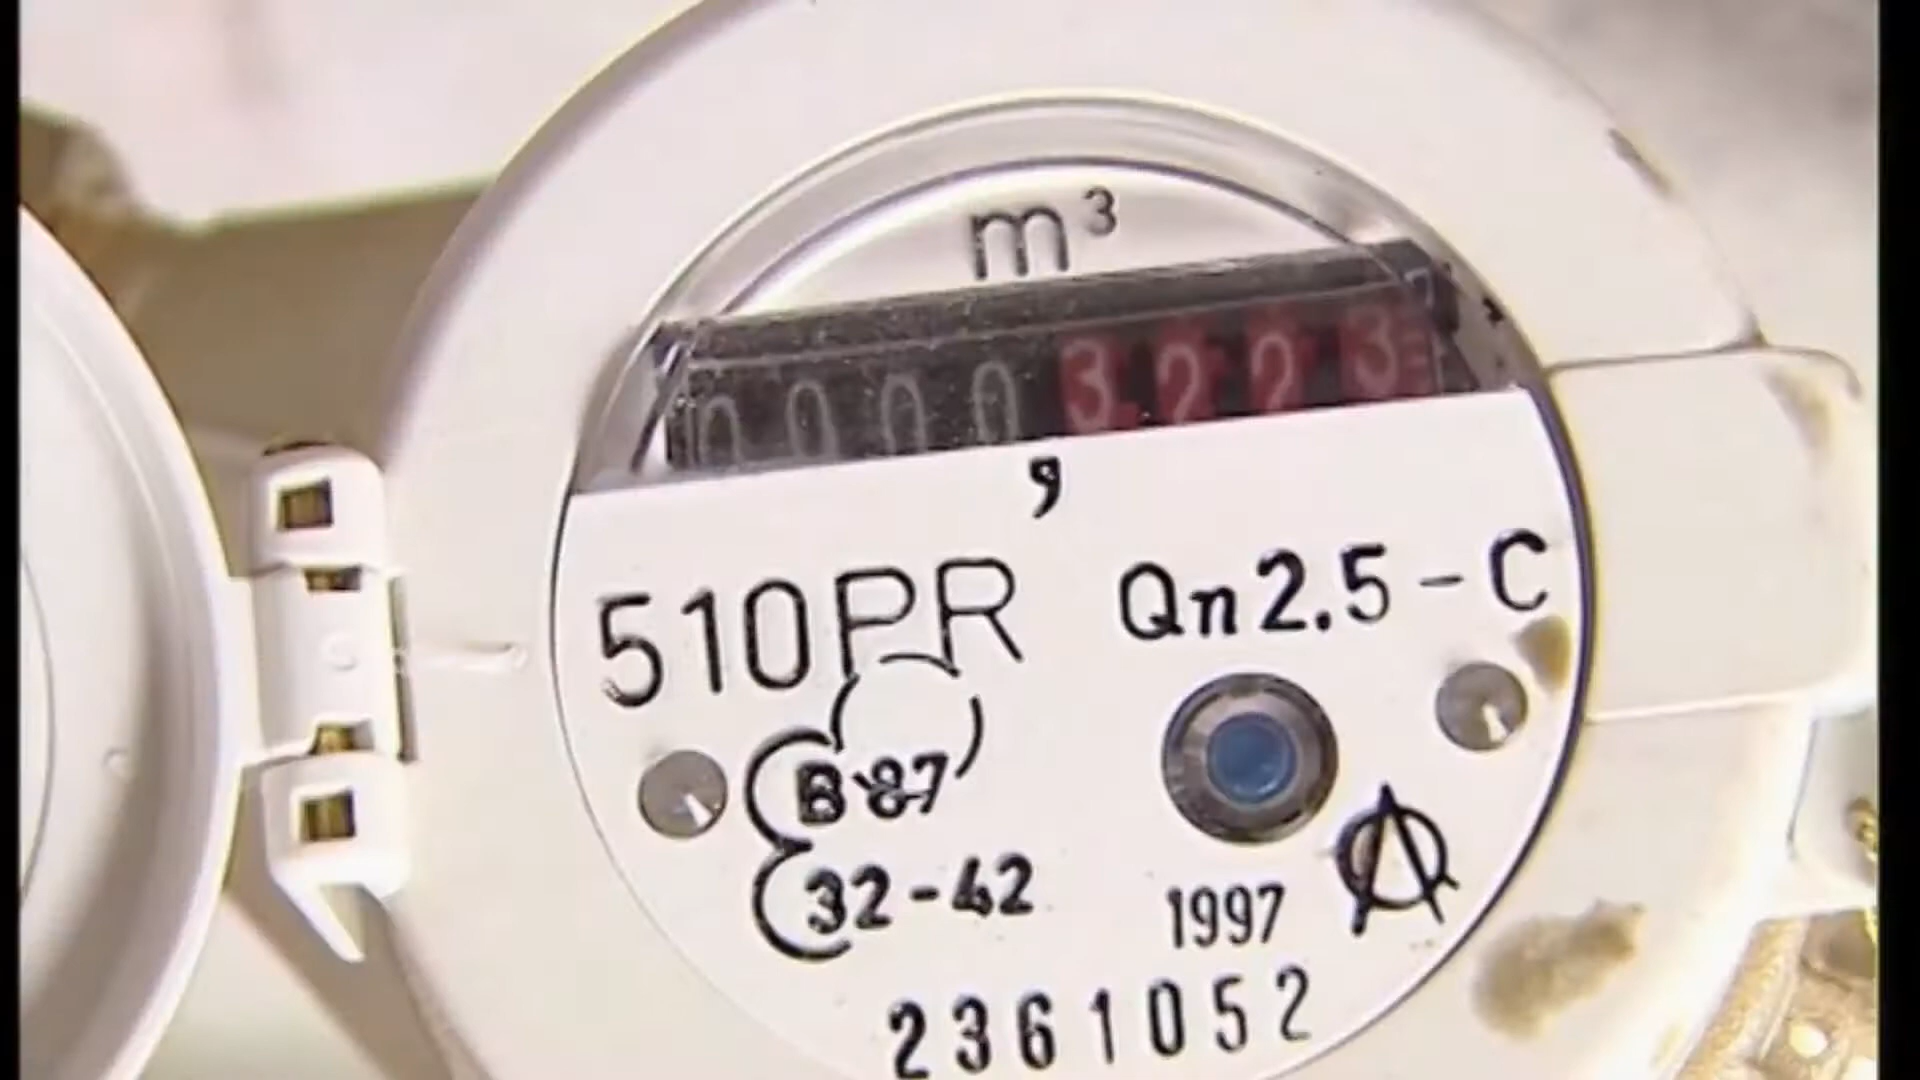 m³
0000 3223
,
510PR Qn2.5-C
B·87
32-42
1997
2361052